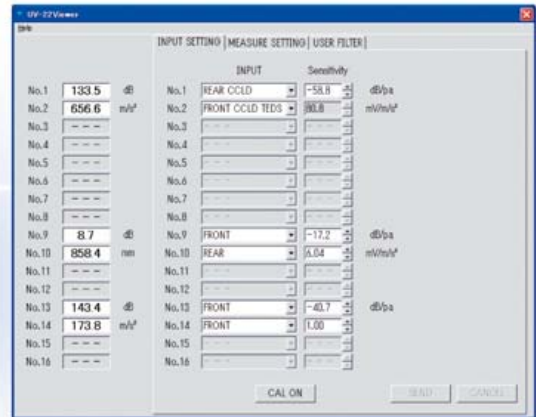 UV-22Viewer
Help
INPUT SETTING | MEASURE SETTING | USER FILTER
INPUT Sensitivity
No.1 133.5 dB No.1 REAR CCLD -58.8 dB/pa
No.2 656.6 m/s² No.2 FRONT CCLD TEDS 80.8 mV/m/s²
No.3 --- No.3 --- ---
No.4 --- No.4 --- ---
No.5 --- No.5 --- ---
No.6 --- No.6 --- ---
No.7 --- No.7 --- ---
No.8 --- No.8 --- ---
No.9 8.7 dB No.9 FRONT -17.2 dB/pa
No.10 858.4 mm No.10 REAR 6.04 mV/m/s²
No.11 --- No.11 --- ---
No.12 --- No.12 --- ---
No.13 143.4 dB No.13 FRONT -40.7 dB/pa
No.14 173.8 m/s² No.14 FRONT 1.00
No.15 --- No.15 --- ---
No.16 --- No.16 --- ---
CAL ON SEND CANCEL